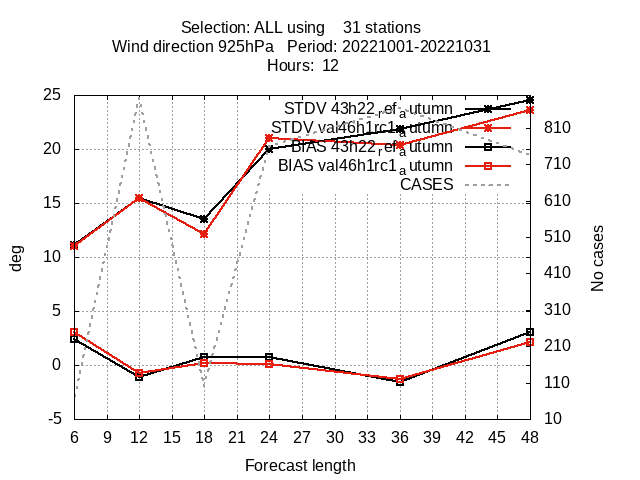 Selection: ALL using    31 stations
Wind direction 925hPa   Period: 20221001-20221031
Hours:  12
25
20
15
10
5
0
-5
deg
STDV 43h22_ref_autumn
STDV val46h1rc1_autumn
BIAS 43h22_ref_autumn
BIAS val46h1rc1_autumn
CASES
810
710
610
510
410
310
210
110
10
No cases
6 9 12 15 18 21 24 27 30 33 36 39 42 45 48
Forecast length